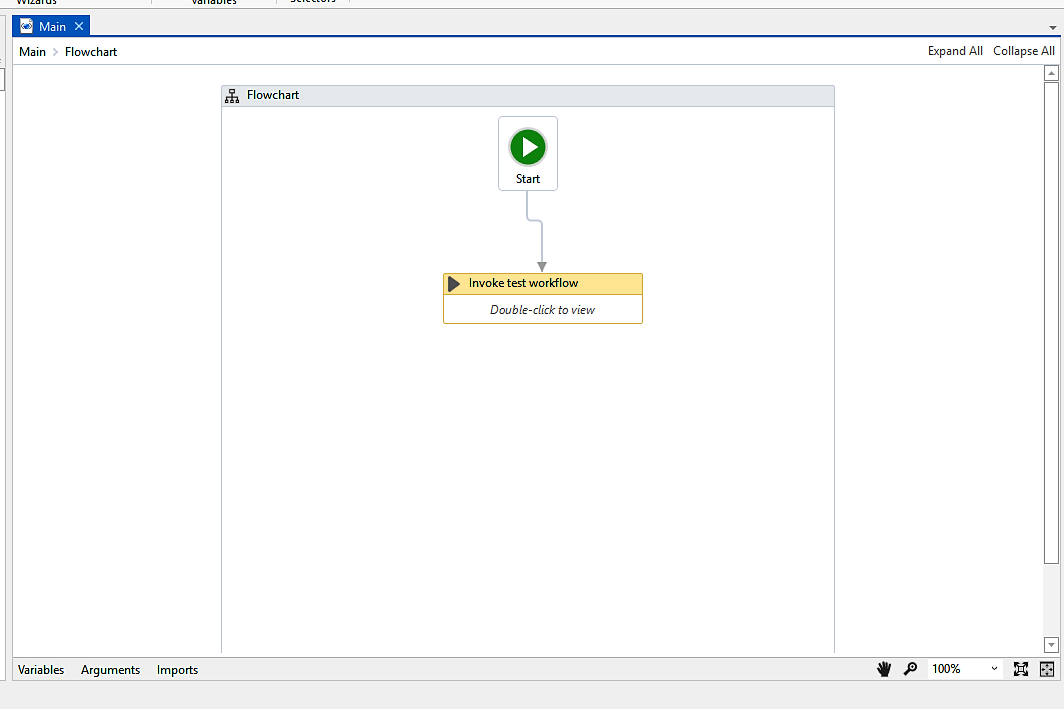 Wizards Variables Selectors
Main
Main > Flowchart Expand All Collapse All
Flowchart
Start
Invoke test workflow
Double-click to view
Variables Arguments Imports 100%